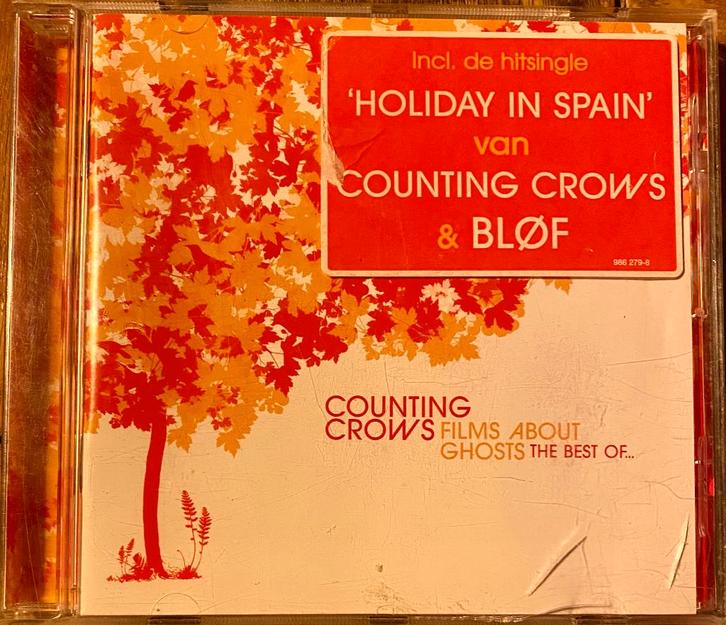 Incl. de hitsingle
‘HOLIDAY IN SPAIN’
van
COUNTING CROWS
& BLØF
986 279-8
COUNTING
CROWS FILMS ABOUT
GHOSTS THE BEST OF...